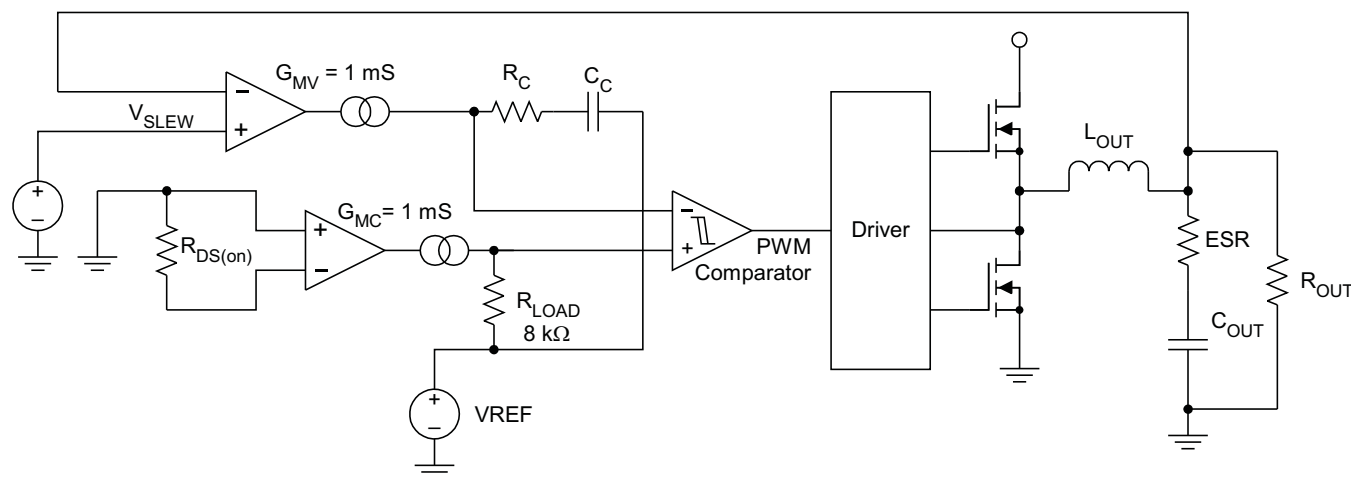 G_MV = 1 mS
R_C
C_C
V_SLEW
+
−
+
−
L_OUT
G_MC = 1 mS
R_DS(on)
+
−
−
+
PWM
Comparator
Driver
ESR
R_OUT
R_LOAD
8 kΩ
C_OUT
+
−
VREF